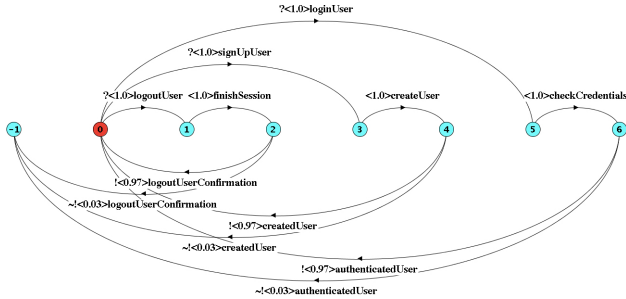 ?<1.0>loginUser
?<1.0>signUpUser
?<1.0>logoutUser
<1.0>finishSession
<1.0>createUser
<1.0>checkCredentials
-1
0
1
2
3
4
5
6
!<0.97>logoutUserConfirmation
~!<0.03>logoutUserConfirmation
!<0.97>createdUser
~!<0.03>createdUser
!<0.97>authenticatedUser
~!<0.03>authenticatedUser